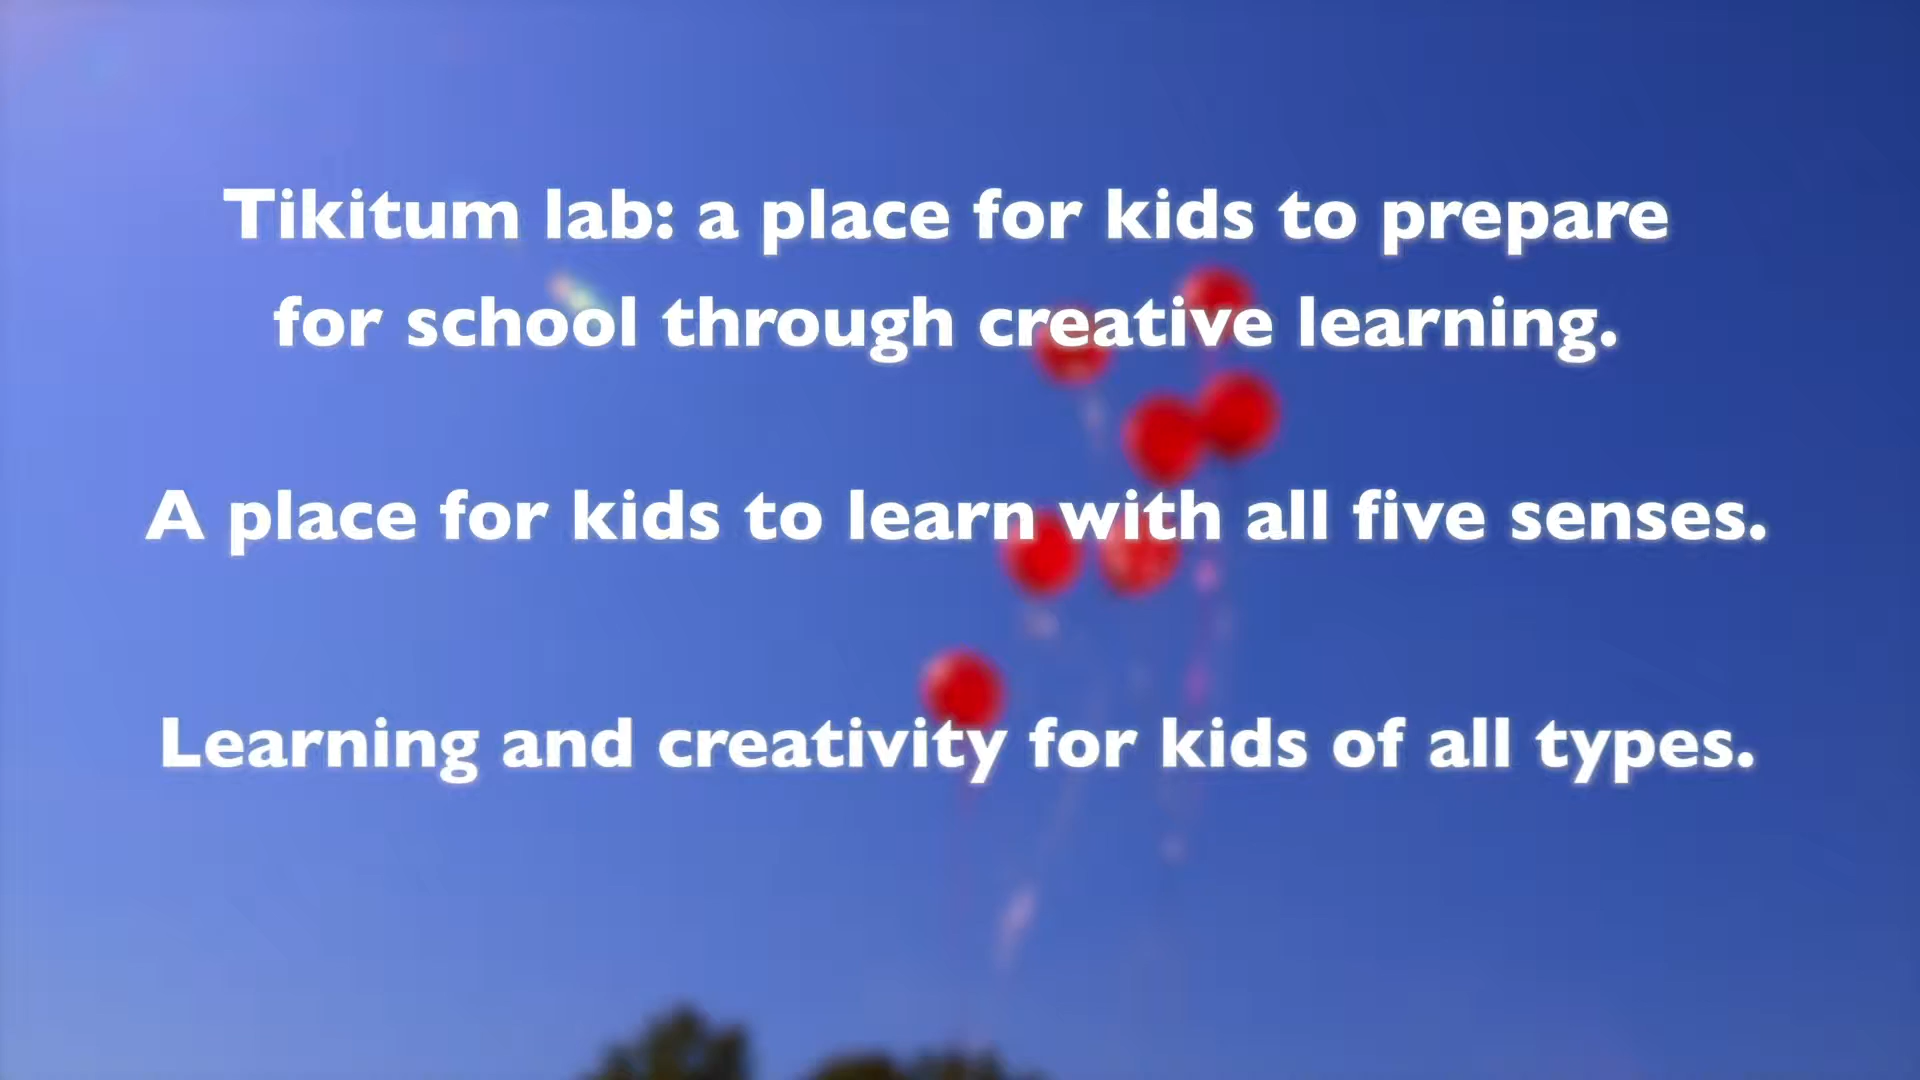 Tikitum lab: a place for kids to prepare
for school through creative learning.
A place for kids to learn with all five senses.
Learning and creativity for kids of all types.